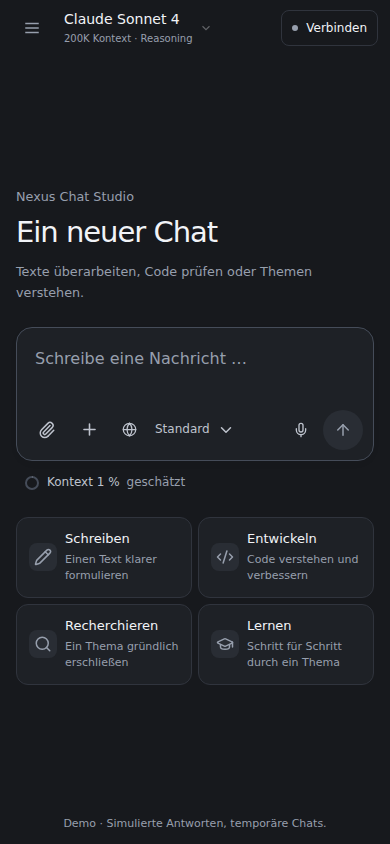 Claude Sonnet 4
200K Kontext · Reasoning
Verbinden
Nexus Chat Studio
Ein neuer Chat
Texte überarbeiten, Code prüfen oder Themen
verstehen.
Schreibe eine Nachricht …
Standard
Kontext 1 % geschätzt
Schreiben
Einen Text klarer
formulieren
Entwickeln
Code verstehen und
verbessern
Recherchieren
Ein Thema gründlich
erschließen
Lernen
Schritt für Schritt
durch ein Thema
Demo · Simulierte Antworten, temporäre Chats.